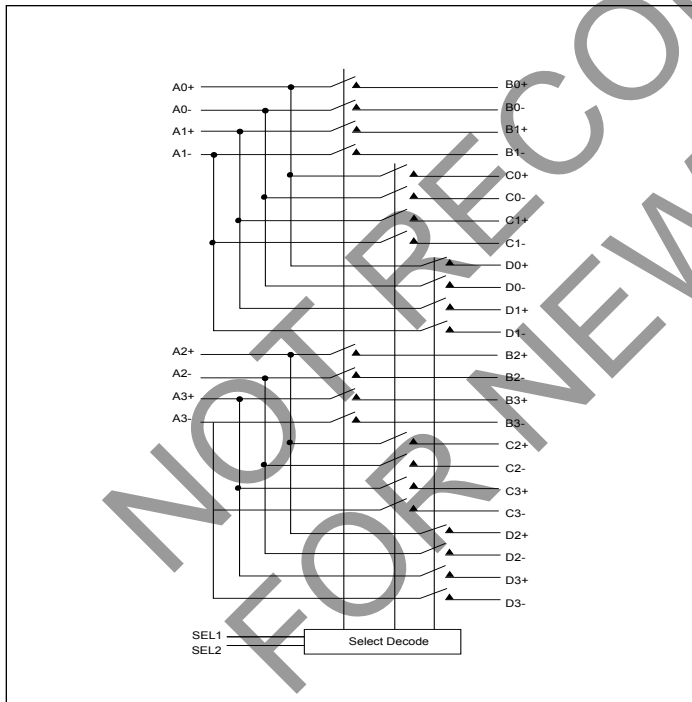 A0+
A0-
A1+
A1-
B0+
B0-
B1+
B1-
C0+
C0-
C1+
C1-
D0+
D0-
D1+
D1-
A2+
A2-
A3+
A3-
B2+
B2-
B3+
B3-
C2+
C2-
C3+
C3-
D2+
D2-
D3+
D3-
SEL1
SEL2
Select Decode
NOT
FOR NEW